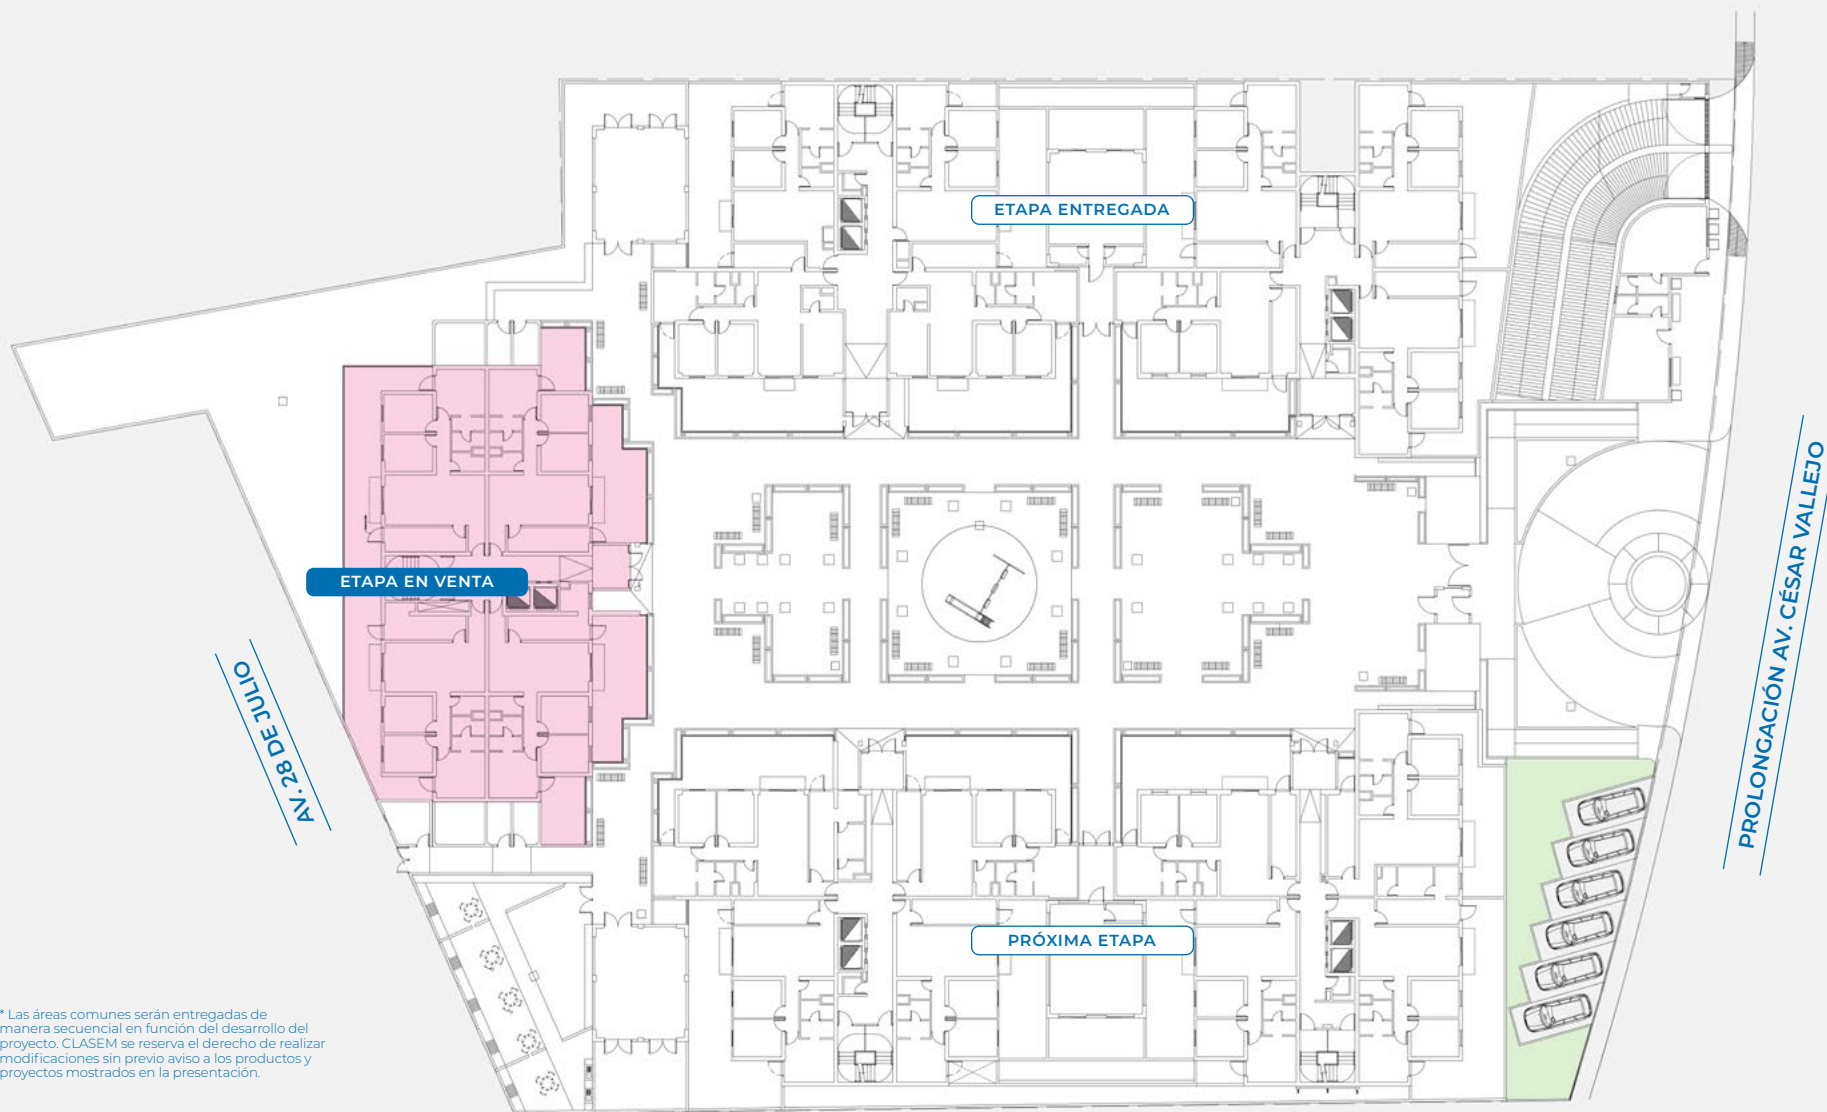 ETAPA ENTREGADA
ETAPA EN VENTA
AV. 28 DE JULIO
PROLONGACIÓN AV. CÉSAR VALLEJO
PRÓXIMA ETAPA
* Las áreas comunes serán entregadas de
manera secuencial en función del desarrollo del
proyecto. CLASEM se reserva el derecho de realizar
modificaciones sin previo aviso a los productos y
proyectos mostrados en la presentación.